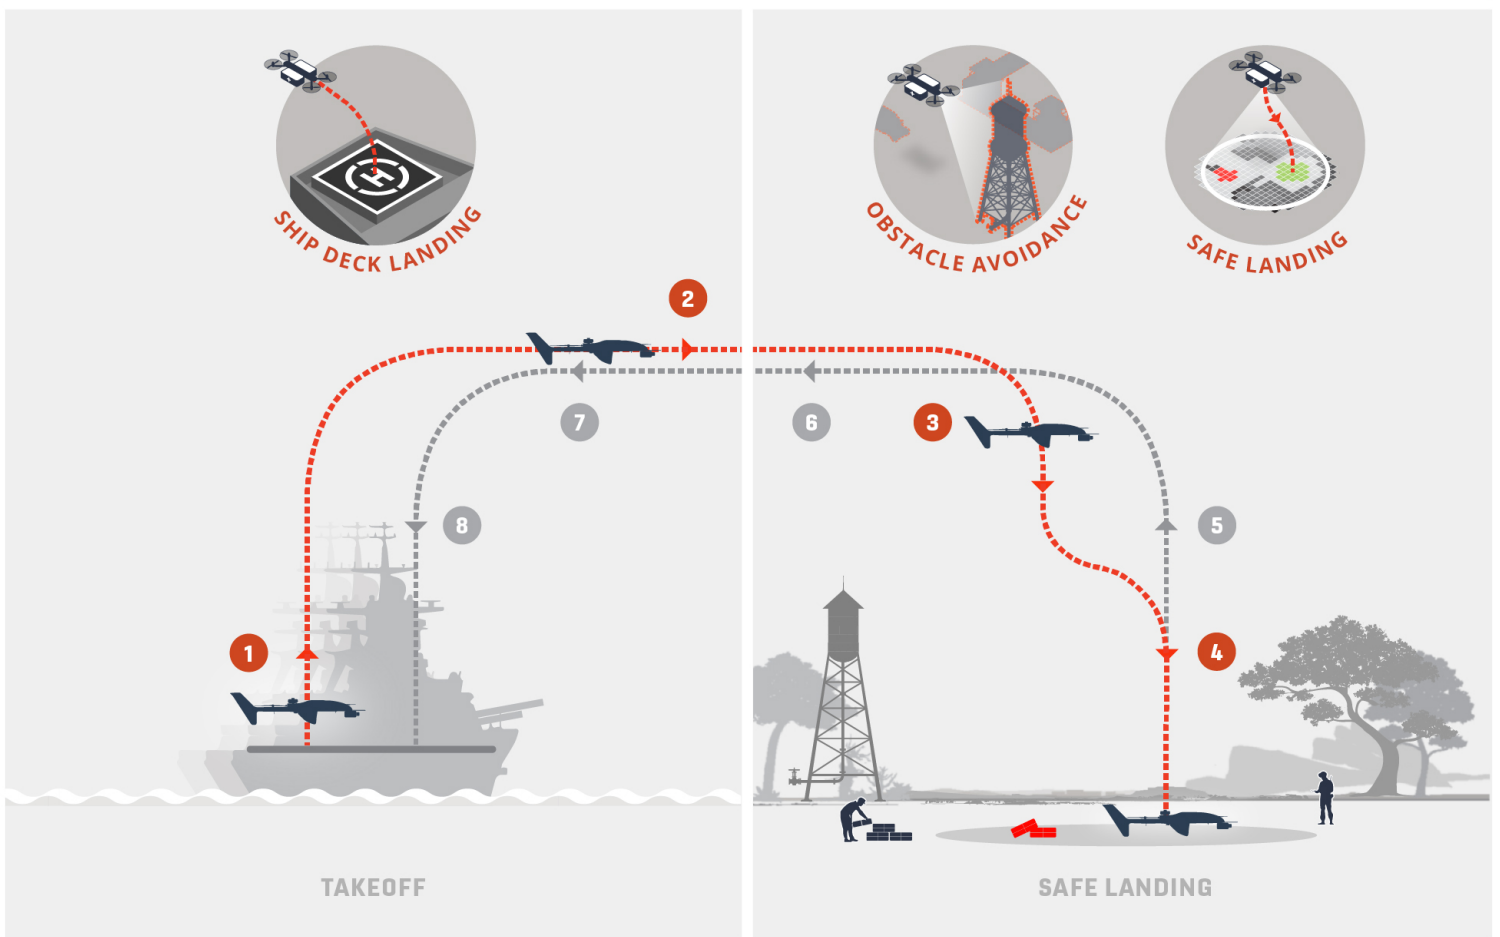 SHIP DECK LANDING
OBSTACLE AVOIDANCE
SAFE LANDING
2
7
6
3
8
5
1
4
H
TAKEOFF
SAFE LANDING